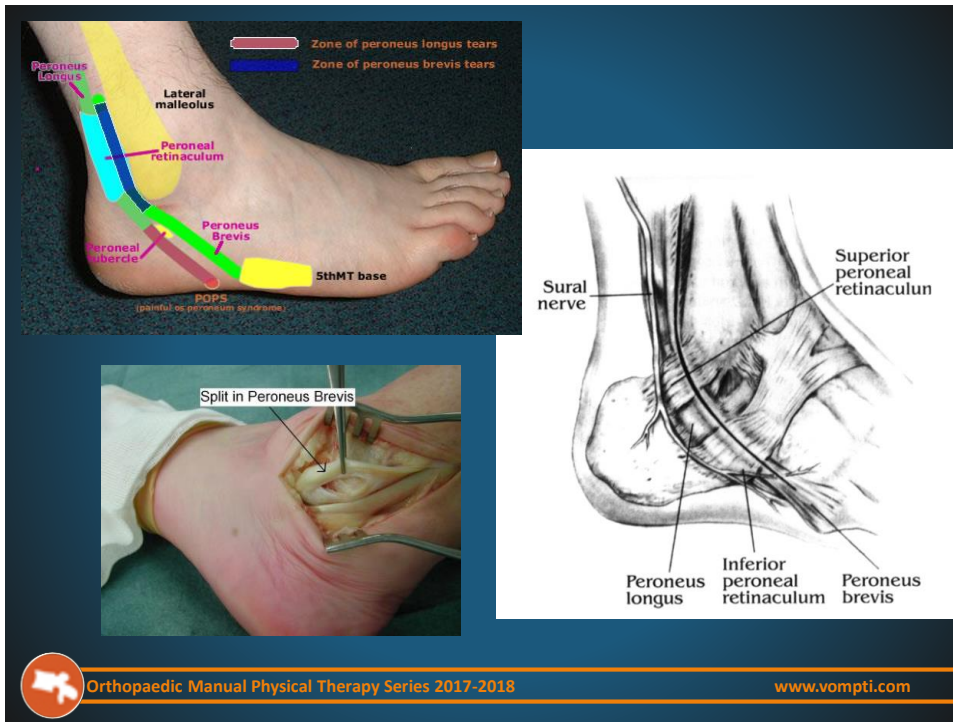 Zone of peroneus longus tears
Zone of peroneus brevis tears
Peroneus
Longus
Lateral
malleolus
Peroneal
retinaculum
Peroneus
Brevis
Peroneal
tubercle
5thMT base
POPS
(painful os peroneum syndrome)
Split in Peroneus Brevis
Sural
nerve
Superior
peroneal
retinaculun
Peroneus
longus
Inferior
peroneal
retinaculum
Peroneus
brevis
Orthopaedic Manual Physical Therapy Series 2017-2018
www.vompti.com